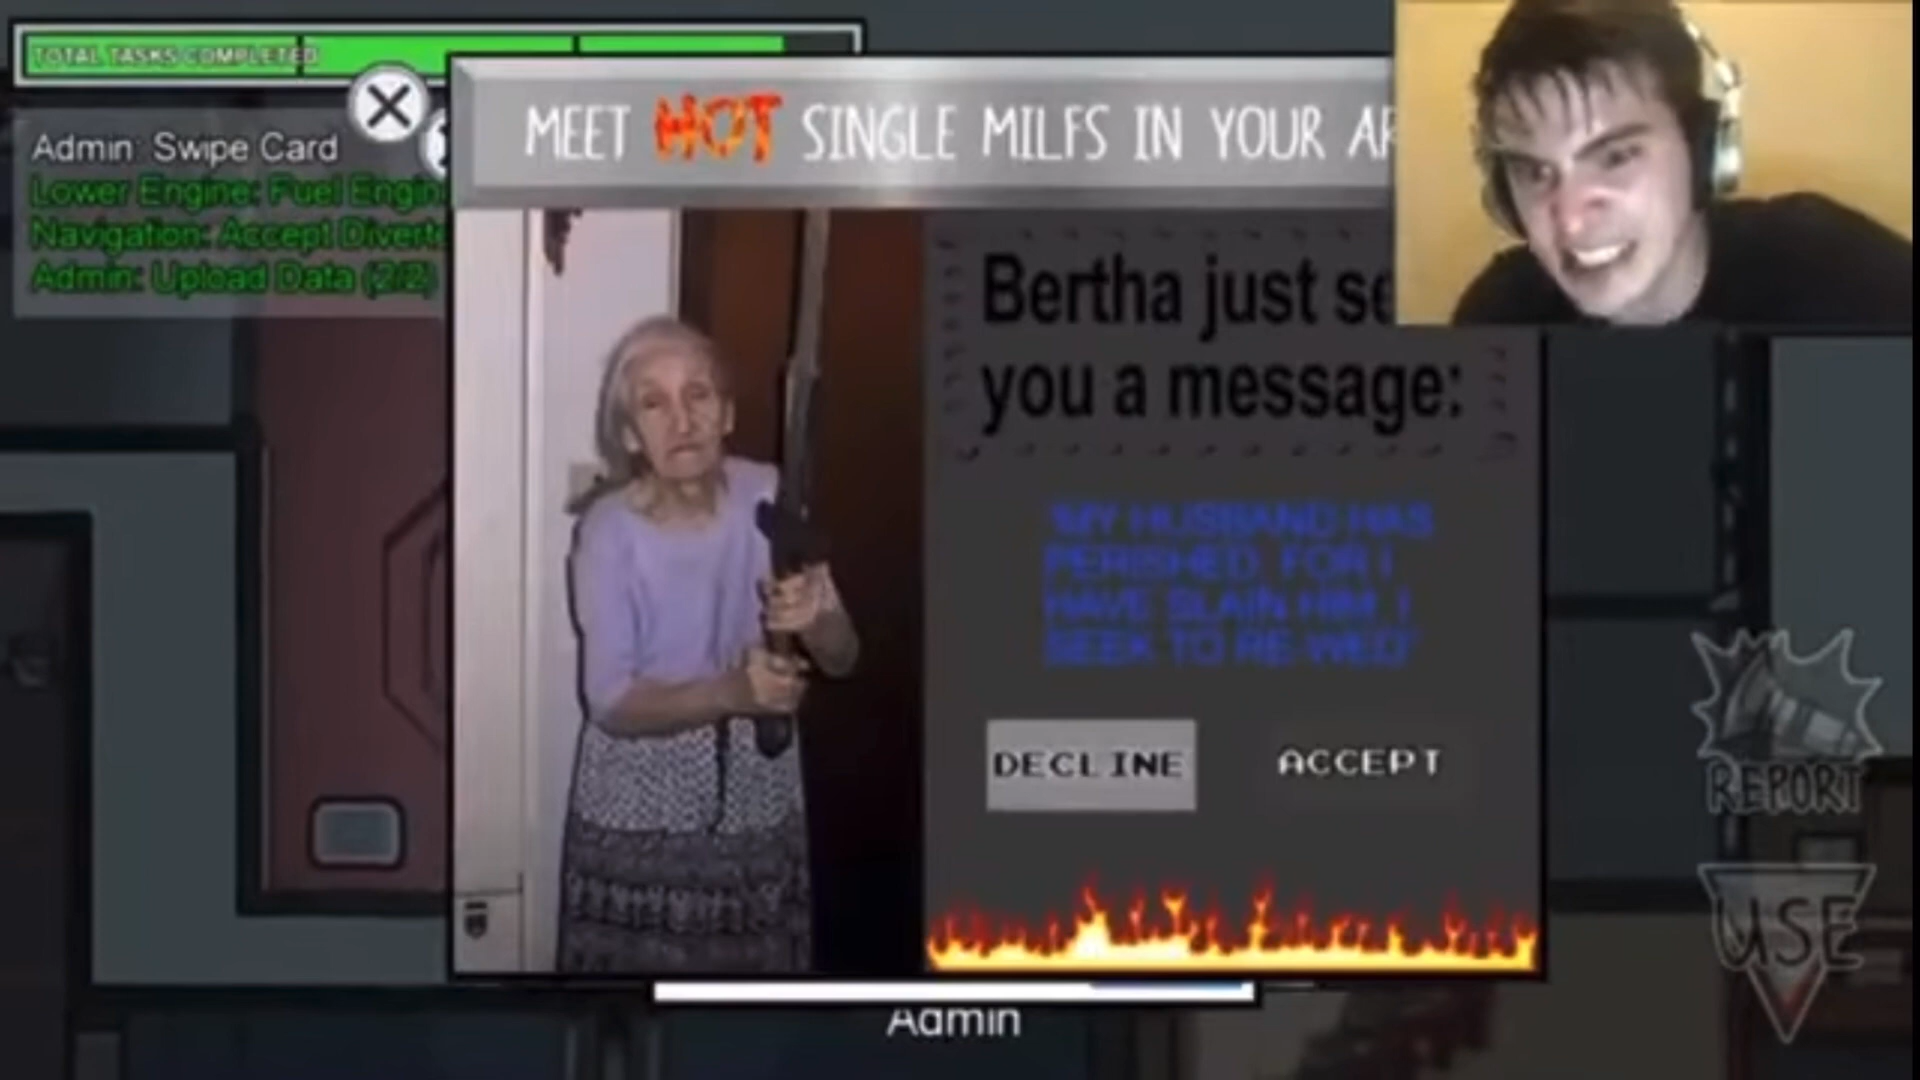 TOTAL TASKS COMPLETED
Admin: Swipe Card
Lower Engine: Fuel Engin
Navigation: Accept Diverte
Admin: Upload Data (2/2)
MEET HOT SINGLE MILFS IN YOUR AR
Bertha just se
you a message:
"MY HUSBAND HAS
PERISHED, FOR I
HAVE SLAIN HIM. I
SEEK TO RE-WED"
DECLINE
ACCEPT
REPORT
USE
Admin